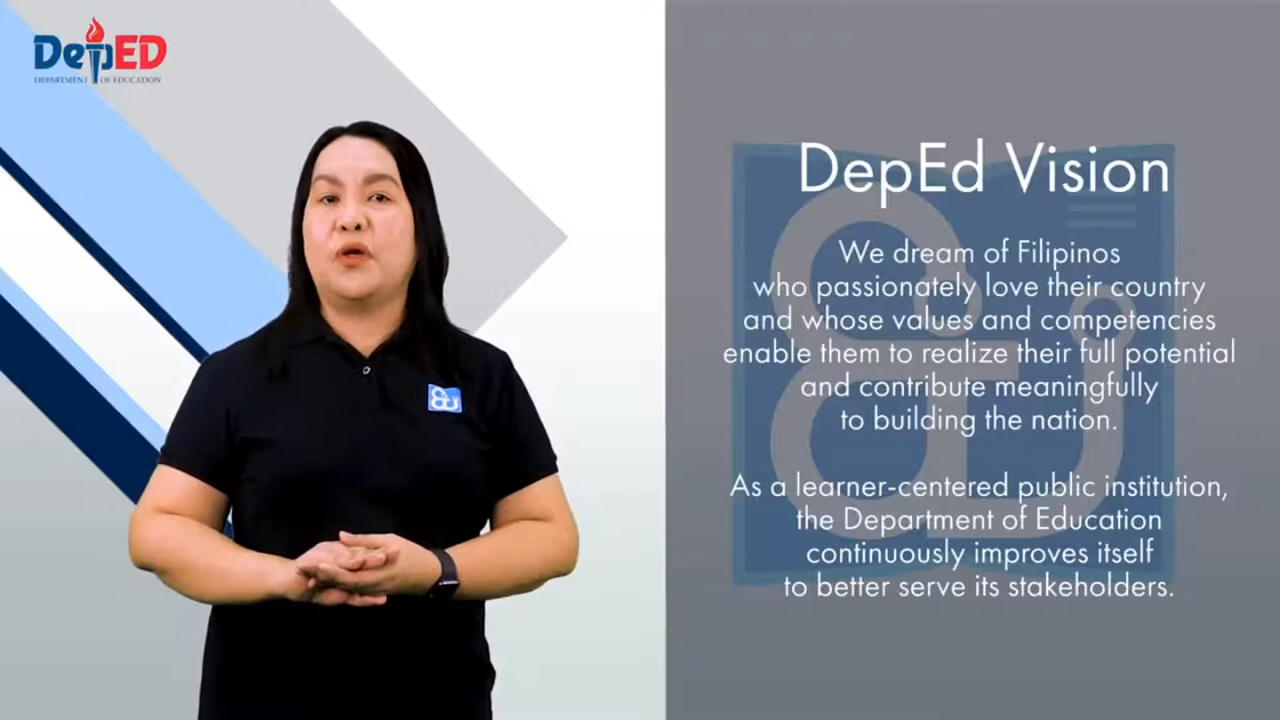 DepED
DEPARTMENT OF EDUCATION
DepEd Vision
We dream of Filipinos
who passionately love their country
and whose values and competencies
enable them to realize their full potential
and contribute meaningfully
to building the nation.
As a learner-centered public institution,
the Department of Education
continuously improves itself
to better serve its stakeholders.